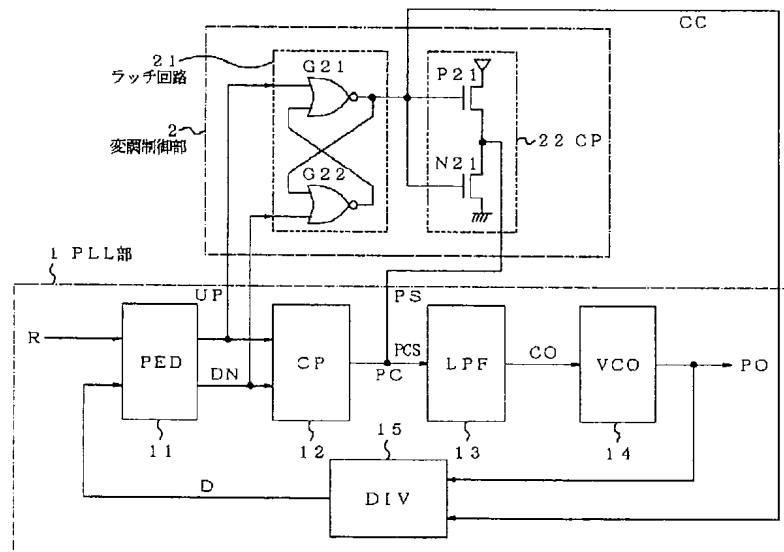 CC
21
ラッチ回路
G21
P21
2
変調制御部
22 CP
G22
N21
1 PLL部
UP
PS
R
PED
CP
PCS
LPF
CO
VCO
PO
DN
PC
11
12
15
13
14
D
DIV